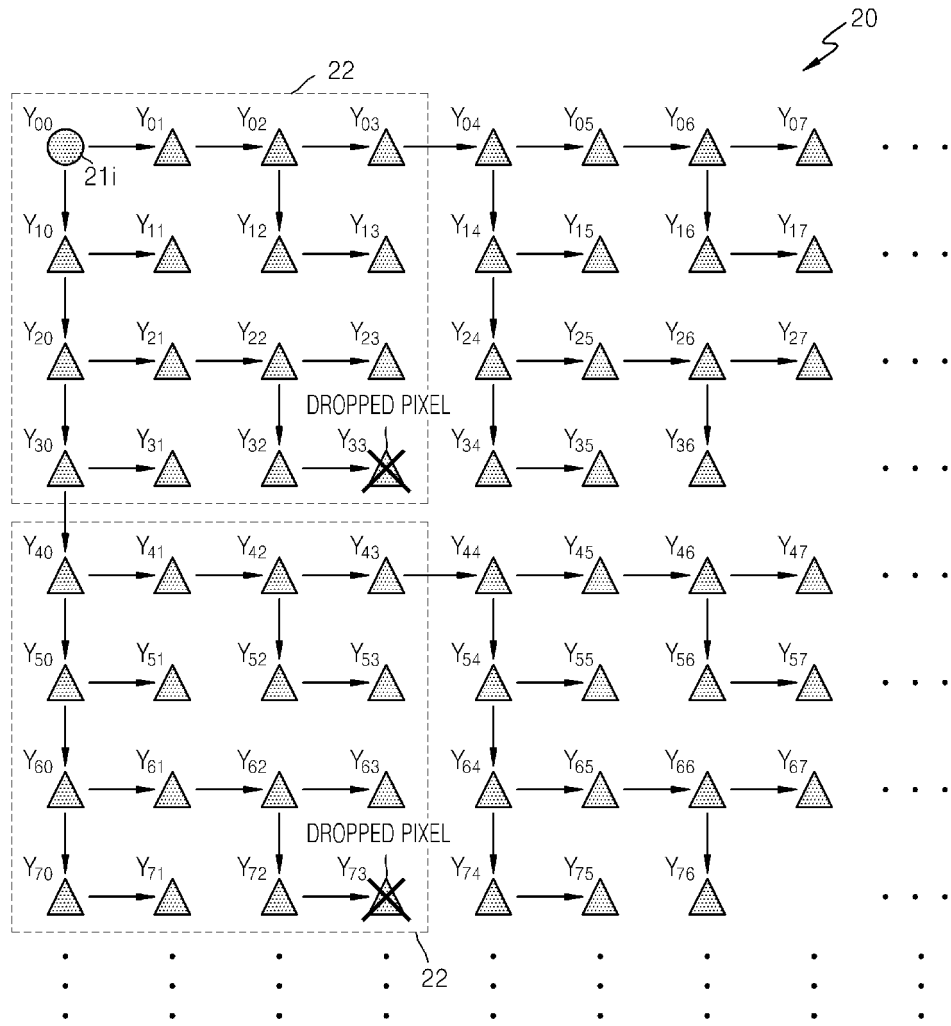 20
22
Y00 Y01 Y02 Y03 Y04 Y05 Y06 Y07
21i
Y10 Y11 Y12 Y13 Y14 Y15 Y16 Y17
Y20 Y21 Y22 Y23 Y24 Y25 Y26 Y27
DROPPED PIXEL
Y30 Y31 Y32 Y33 Y34 Y35 Y36
Y40 Y41 Y42 Y43 Y44 Y45 Y46 Y47
Y50 Y51 Y52 Y53 Y54 Y55 Y56 Y57
Y60 Y61 Y62 Y63 Y64 Y65 Y66 Y67
DROPPED PIXEL
Y70 Y71 Y72 Y73 Y74 Y75 Y76
22